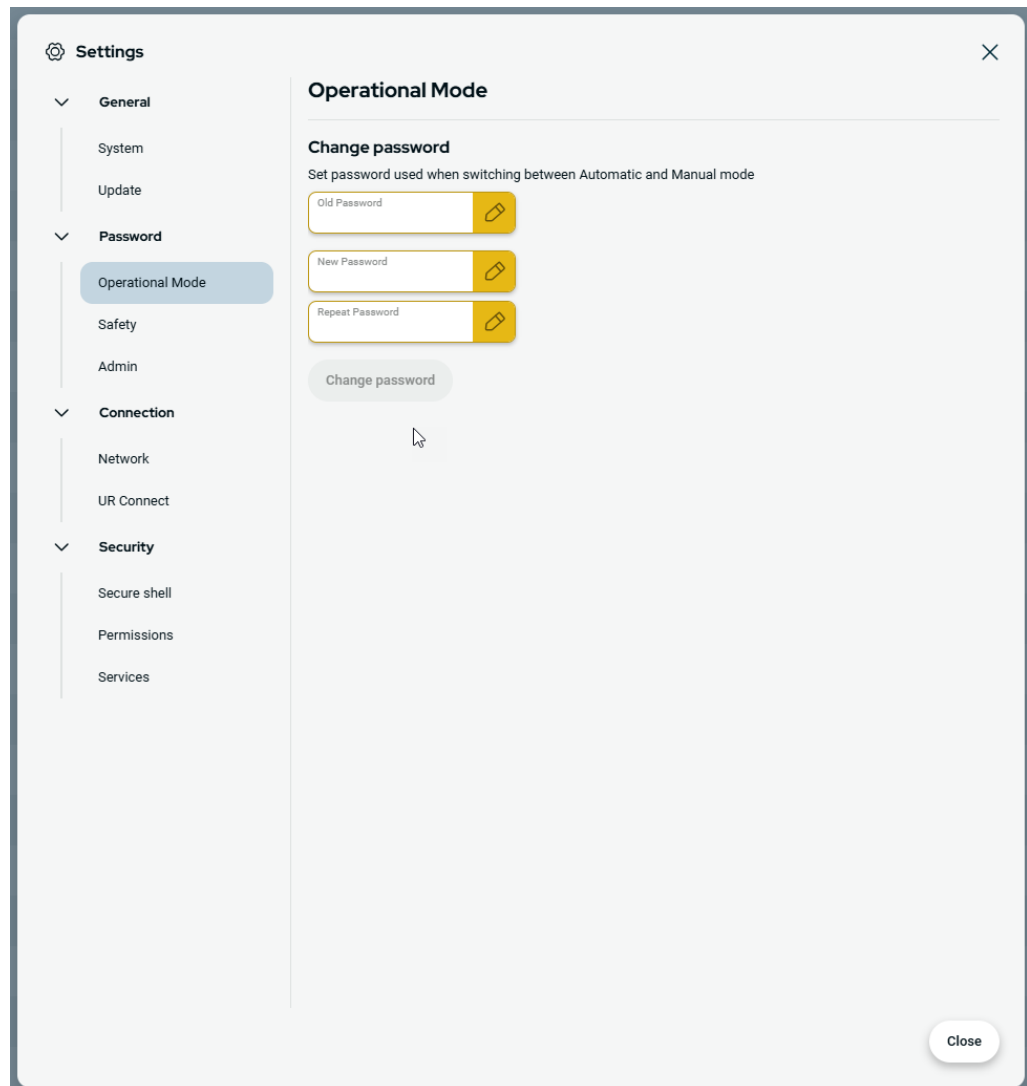 Settings
General
System
Update
Password
Operational Mode
Safety
Admin
Connection
Network
UR Connect
Security
Secure shell
Permissions
Services
Operational Mode
Change password
Set password used when switching between Automatic and Manual mode
Old Password
New Password
Repeat Password
Change password
Close